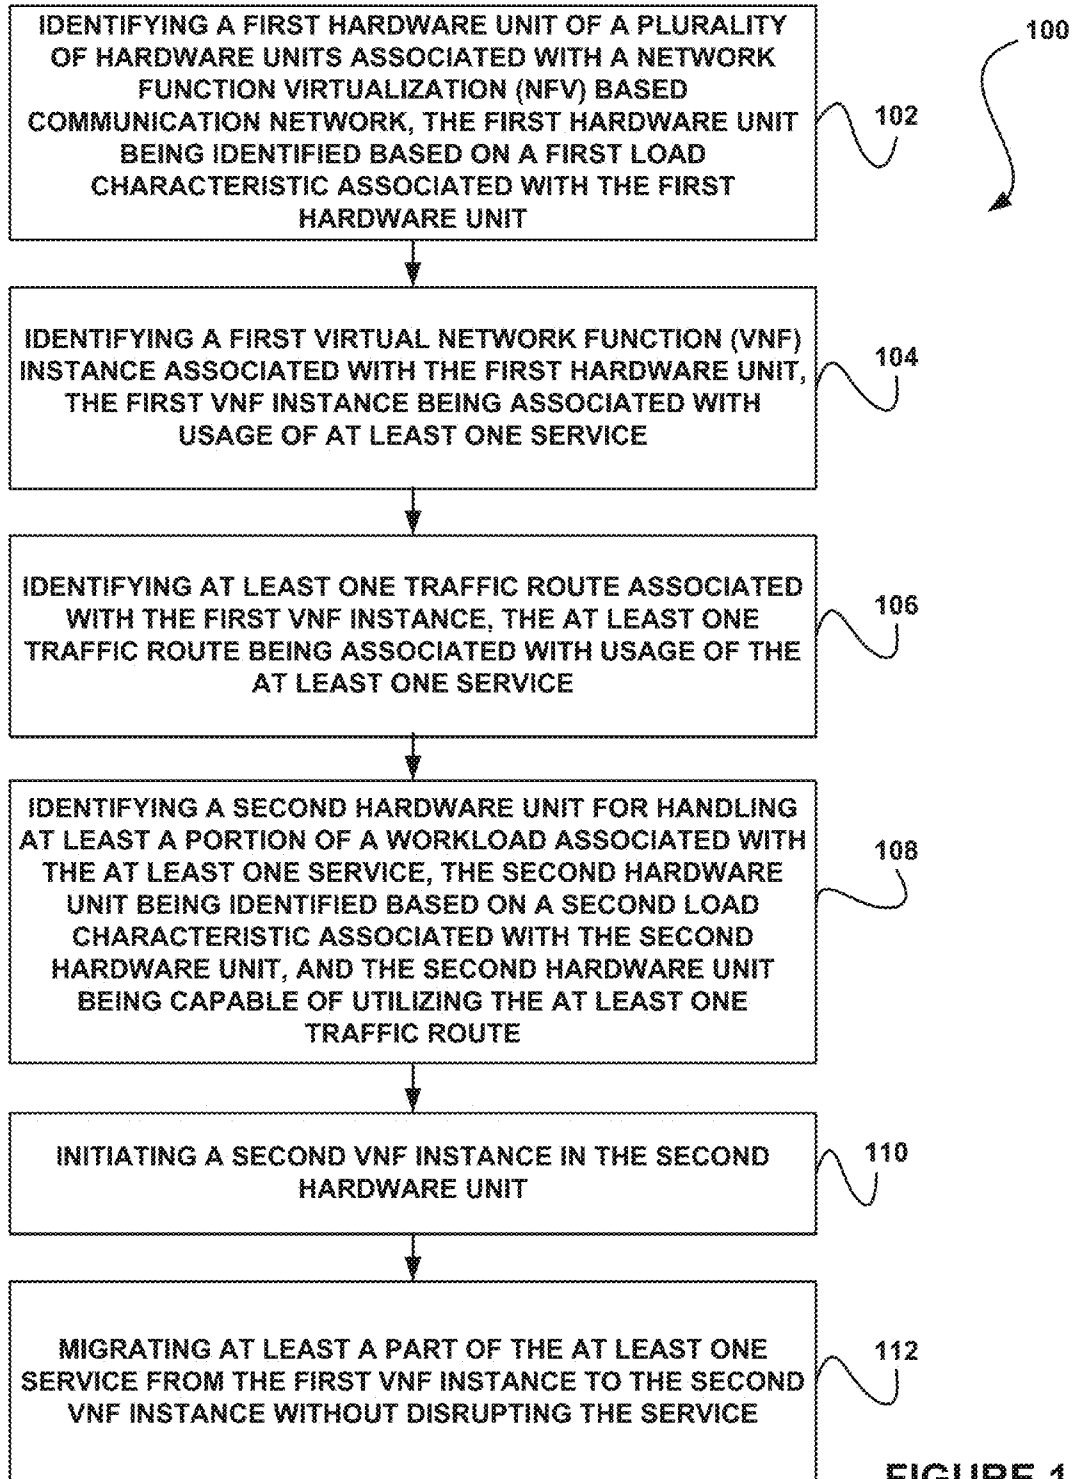 IDENTIFYING A FIRST HARDWARE UNIT OF A PLURALITY
OF HARDWARE UNITS ASSOCIATED WITH A NETWORK
FUNCTION VIRTUALIZATION (NFV) BASED
COMMUNICATION NETWORK, THE FIRST HARDWARE UNIT
BEING IDENTIFIED BASED ON A FIRST LOAD
CHARACTERISTIC ASSOCIATED WITH THE FIRST
HARDWARE UNIT
102
100
IDENTIFYING A FIRST VIRTUAL NETWORK FUNCTION (VNF)
INSTANCE ASSOCIATED WITH THE FIRST HARDWARE UNIT,
THE FIRST VNF INSTANCE BEING ASSOCIATED WITH
USAGE OF AT LEAST ONE SERVICE
104
IDENTIFYING AT LEAST ONE TRAFFIC ROUTE ASSOCIATED
WITH THE FIRST VNF INSTANCE, THE AT LEAST ONE
TRAFFIC ROUTE BEING ASSOCIATED WITH USAGE OF THE
AT LEAST ONE SERVICE
106
IDENTIFYING A SECOND HARDWARE UNIT FOR HANDLING
AT LEAST A PORTION OF A WORKLOAD ASSOCIATED WITH
THE AT LEAST ONE SERVICE, THE SECOND HARDWARE
UNIT BEING IDENTIFIED BASED ON A SECOND LOAD
CHARACTERISTIC ASSOCIATED WITH THE SECOND
HARDWARE UNIT, AND THE SECOND HARDWARE UNIT
BEING CAPABLE OF UTILIZING THE AT LEAST ONE
TRAFFIC ROUTE
108
INITIATING A SECOND VNF INSTANCE IN THE SECOND
HARDWARE UNIT
110
MIGRATING AT LEAST A PART OF THE AT LEAST ONE
SERVICE FROM THE FIRST VNF INSTANCE TO THE SECOND
VNF INSTANCE WITHOUT DISRUPTING THE SERVICE
112
FIGURE 1